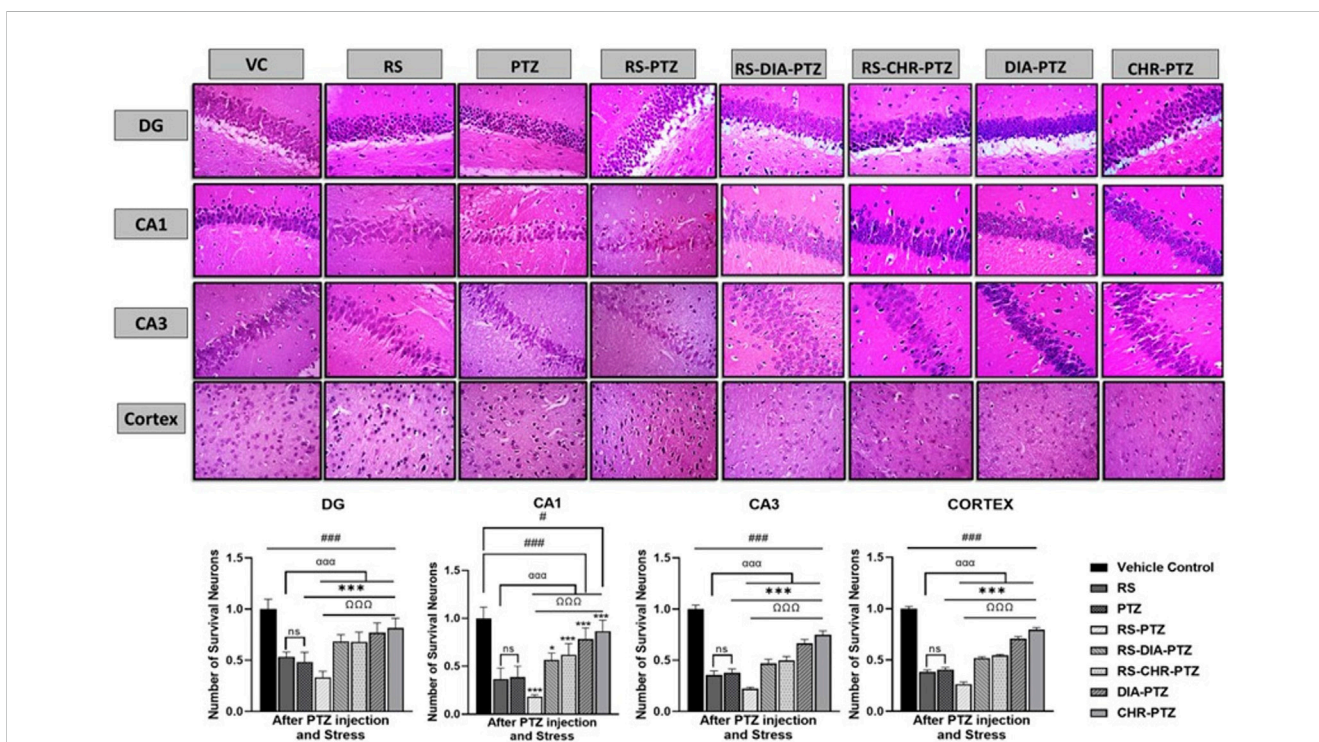 VC RS PTZ RS-PTZ RS-DIA-PTZ RS-CHR-PTZ DIA-PTZ CHR-PTZ
DG
CA1
CA3
Cortex
DG
Number of Survival Neurons
1.5
1.0
0.5
0.0
###
ααα
***
ΩΩΩ
ns
After PTZ injection
and Stress
CA1
Number of Survival Neurons
1.5
1.0
0.5
0.0
#
###
ααα
ΩΩΩ
ns
***
*
***
***
***
After PTZ injection
and Stress
CA3
Number of Survival Neurons
1.5
1.0
0.5
0.0
###
ααα
***
ΩΩΩ
ns
After PTZ injection
and Stress
CORTEX
Number of Survival Neurons
1.5
1.0
0.5
0.0
###
ααα
***
ΩΩΩ
ns
After PTZ injection
and Stress
Vehicle Control
RS
PTZ
RS-PTZ
RS-DIA-PTZ
RS-CHR-PTZ
DIA-PTZ
CHR-PTZ